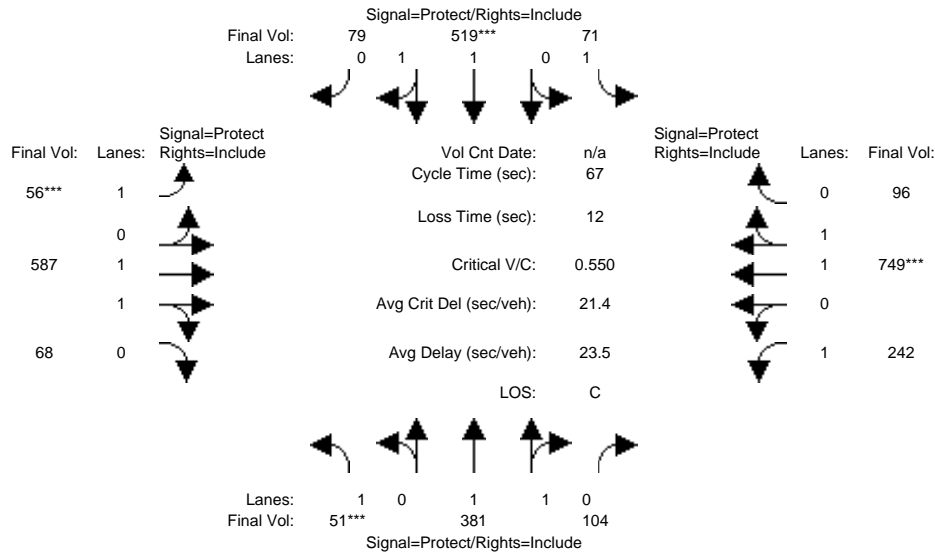 Signal=Protect/Rights=Include
Final Vol: 79 519*** 71
Lanes: 0 1 1 0 1
Signal=Protect Signal=Protect
Final Vol: Lanes: Rights=Include Vol Cnt Date: n/a Rights=Include Lanes: Final Vol:
Cycle Time (sec): 67
56*** 1 0 96
Loss Time (sec): 12
0 1
587 1 Critical V/C: 0.550 1 749***
1 Avg Crit Del (sec/veh): 21.4 0
68 0 Avg Delay (sec/veh): 23.5 1 242
LOS: C
Lanes: 1 0 1 1 0
Final Vol: 51*** 381 104
Signal=Protect/Rights=Include